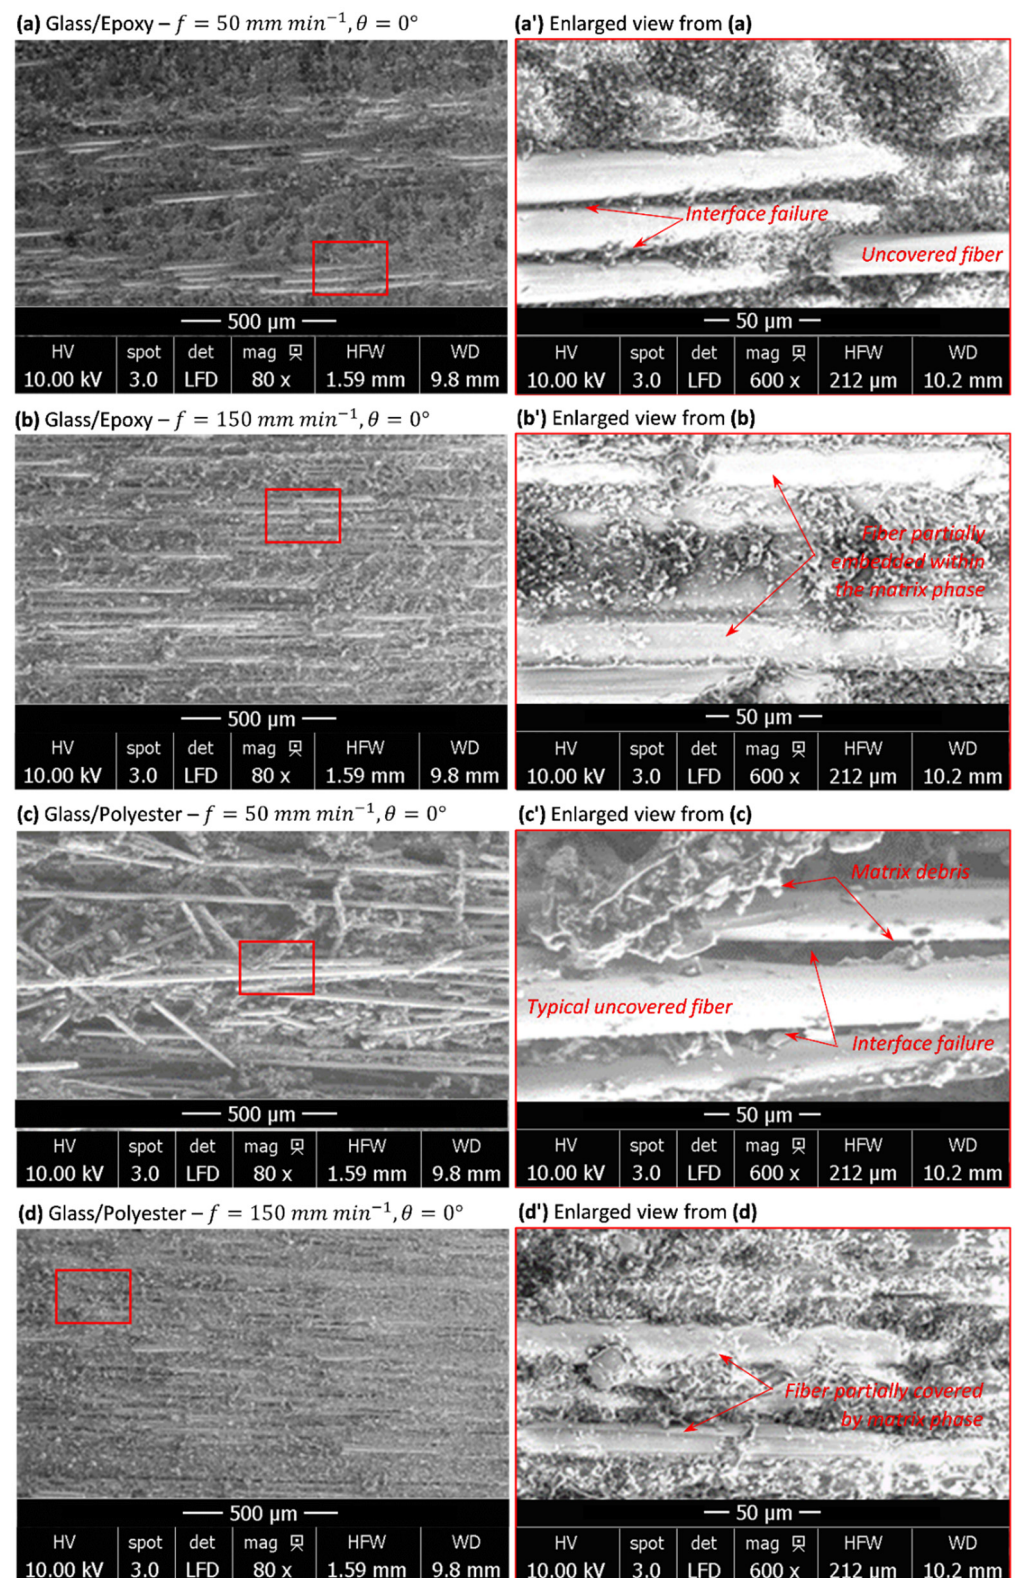 (a) Glass/Epoxy – f = 50 mm min⁻¹, θ = 0°
(a') Enlarged view from (a)
Interface failure
Uncovered fiber
500 µm
HV spot det mag HFW WD
10.00 kV 3.0 LFD 80 x 1.59 mm 9.8 mm
50 µm
HV spot det mag HFW WD
10.00 kV 3.0 LFD 600 x 212 µm 10.2 mm
(b) Glass/Epoxy – f = 150 mm min⁻¹, θ = 0°
(b') Enlarged view from (b)
Fiber partially
embedded within
the matrix phase
500 µm
HV spot det mag HFW WD
10.00 kV 3.0 LFD 80 x 1.59 mm 9.8 mm
50 µm
HV spot det mag HFW WD
10.00 kV 3.0 LFD 600 x 212 µm 10.2 mm
(c) Glass/Polyester – f = 50 mm min⁻¹, θ = 0°
(c') Enlarged view from (c)
Matrix debris
Typical uncovered fiber
Interface failure
500 µm
HV spot det mag HFW WD
10.00 kV 3.0 LFD 80 x 1.59 mm 9.8 mm
50 µm
HV spot det mag HFW WD
10.00 kV 3.0 LFD 600 x 212 µm 10.2 mm
(d) Glass/Polyester – f = 150 mm min⁻¹, θ = 0°
(d') Enlarged view from (d)
Fiber partially covered
by matrix phase
500 µm
HV spot det mag HFW WD
10.00 kV 3.0 LFD 80 x 1.59 mm 9.8 mm
50 µm
HV spot det mag HFW WD
10.00 kV 3.0 LFD 600 x 212 µm 10.2 mm